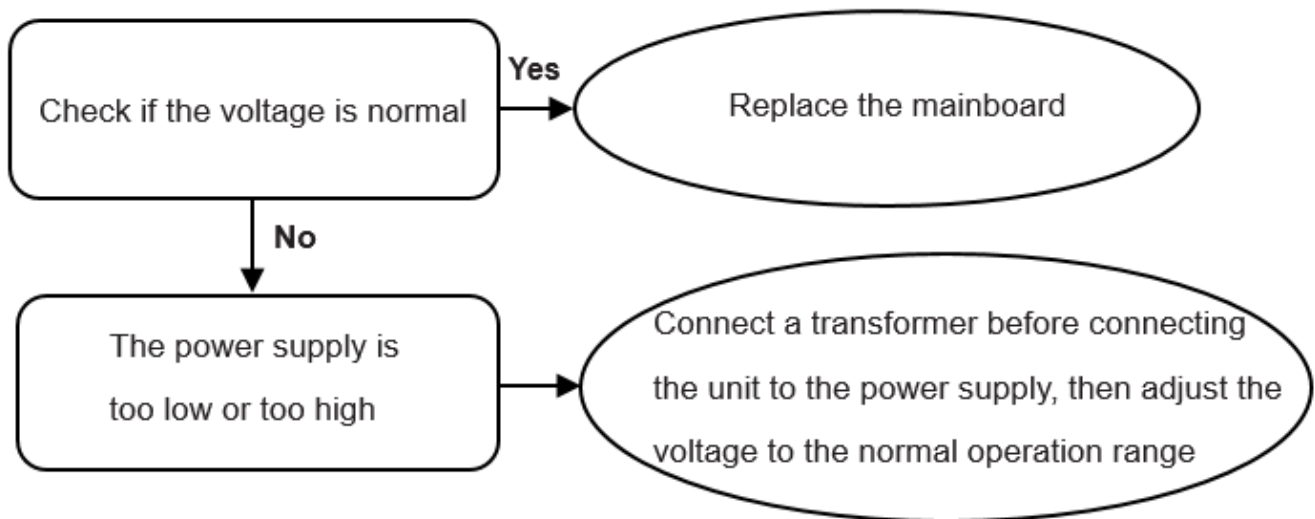 Check if the voltage is normal
Yes
Replace the mainboard
No
The power supply is
too low or too high
Connect a transformer before connecting
the unit to the power supply, then adjust the
voltage to the normal operation range